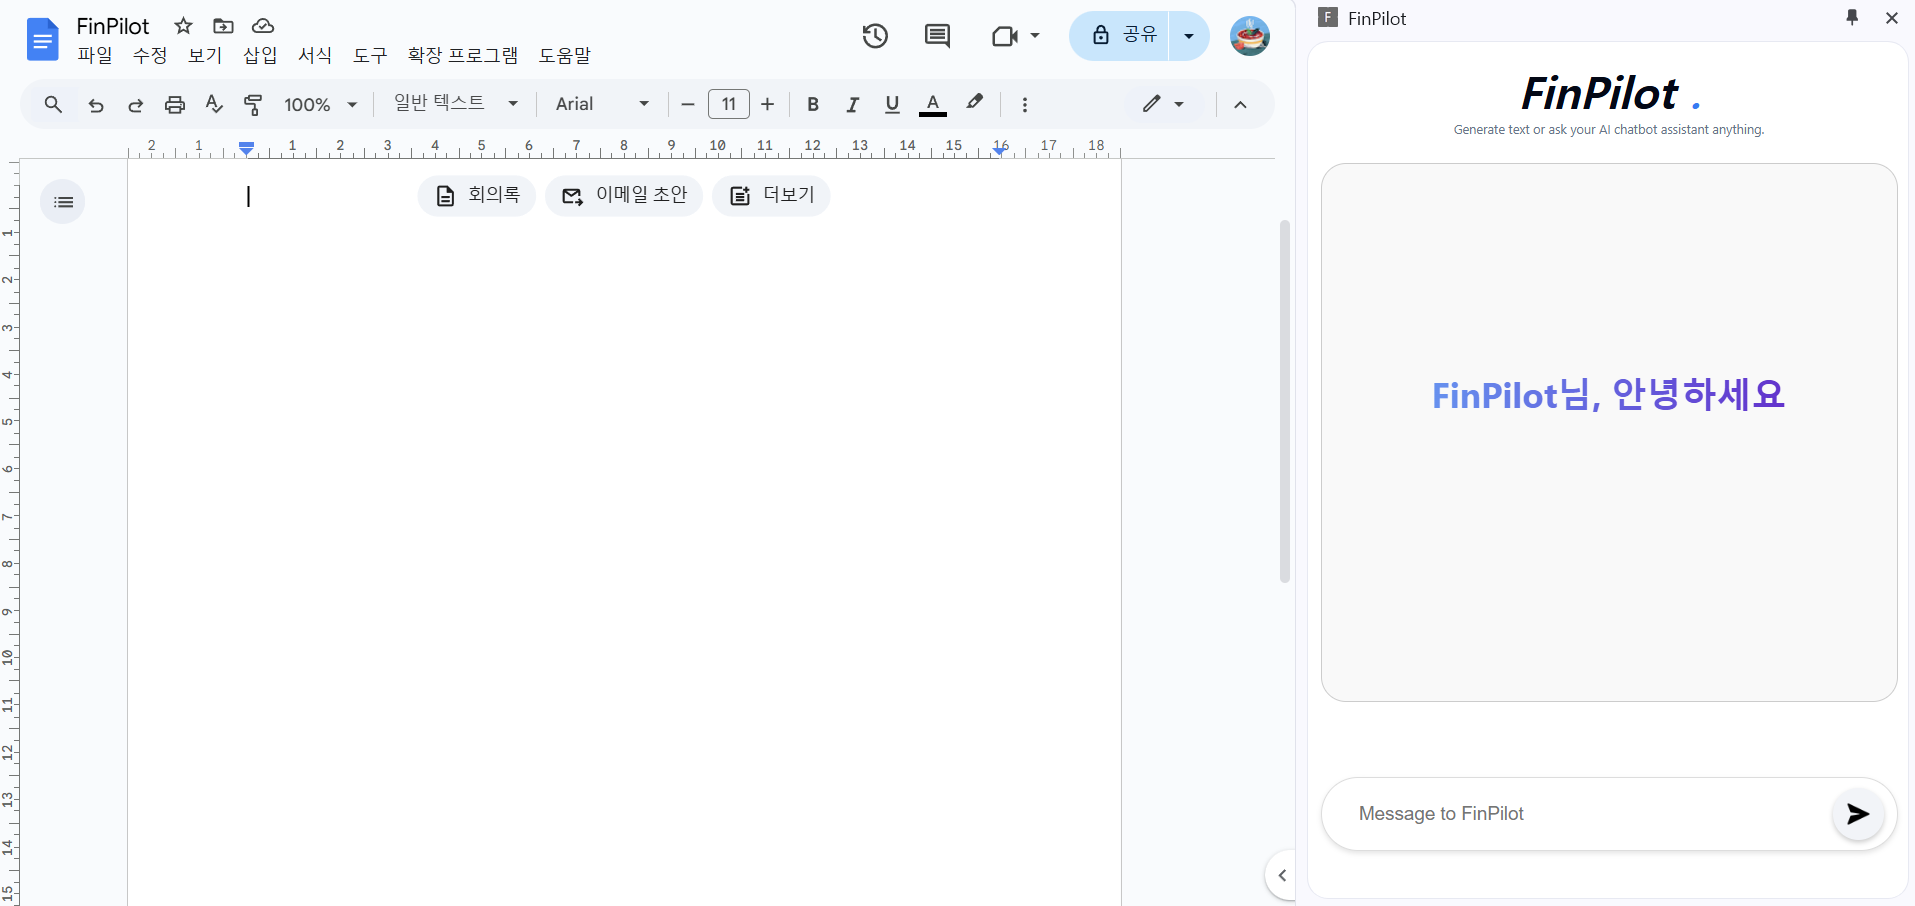 FinPilot
파일 수정 보기 삽입 서식 도구 확장 프로그램 도움말
공유
100% 일반 텍스트 Arial 11 B I U A
2 1 1 2 3 4 5 6 7 8 9 10 11 12 13 14 15 16 17 18
회의록 이메일 초안 더보기
1
2
3
4
5
6
7
8
9
10
11
12
13
14
15
F FinPilot
FinPilot .
Generate text or ask your AI chatbot assistant anything.
FinPilot님, 안녕하세요
Message to FinPilot